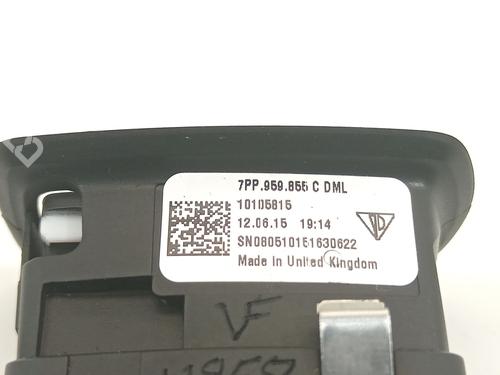 7PP.959.855 C DML
10105815
12.06.15 19:14
SN080510151630622
Made in United Kingdom
VF